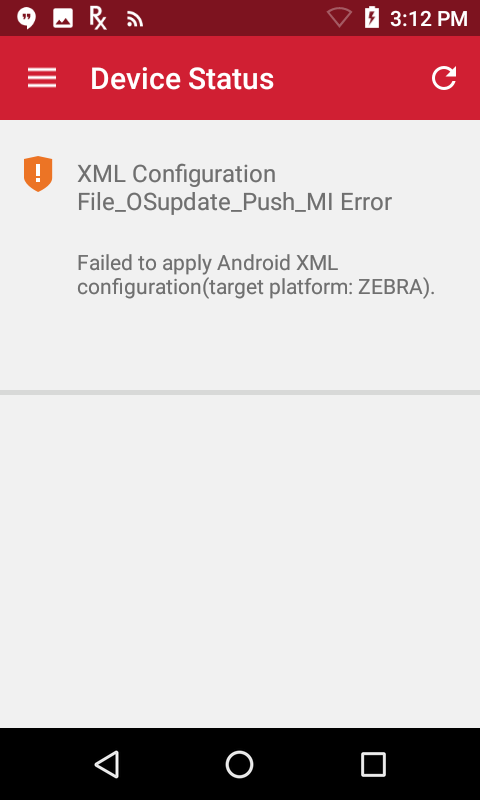 3:12 PM
Device Status
XML Configuration
File_OSupdate_Push_MI Error
Failed to apply Android XML
configuration(target platform: ZEBRA).